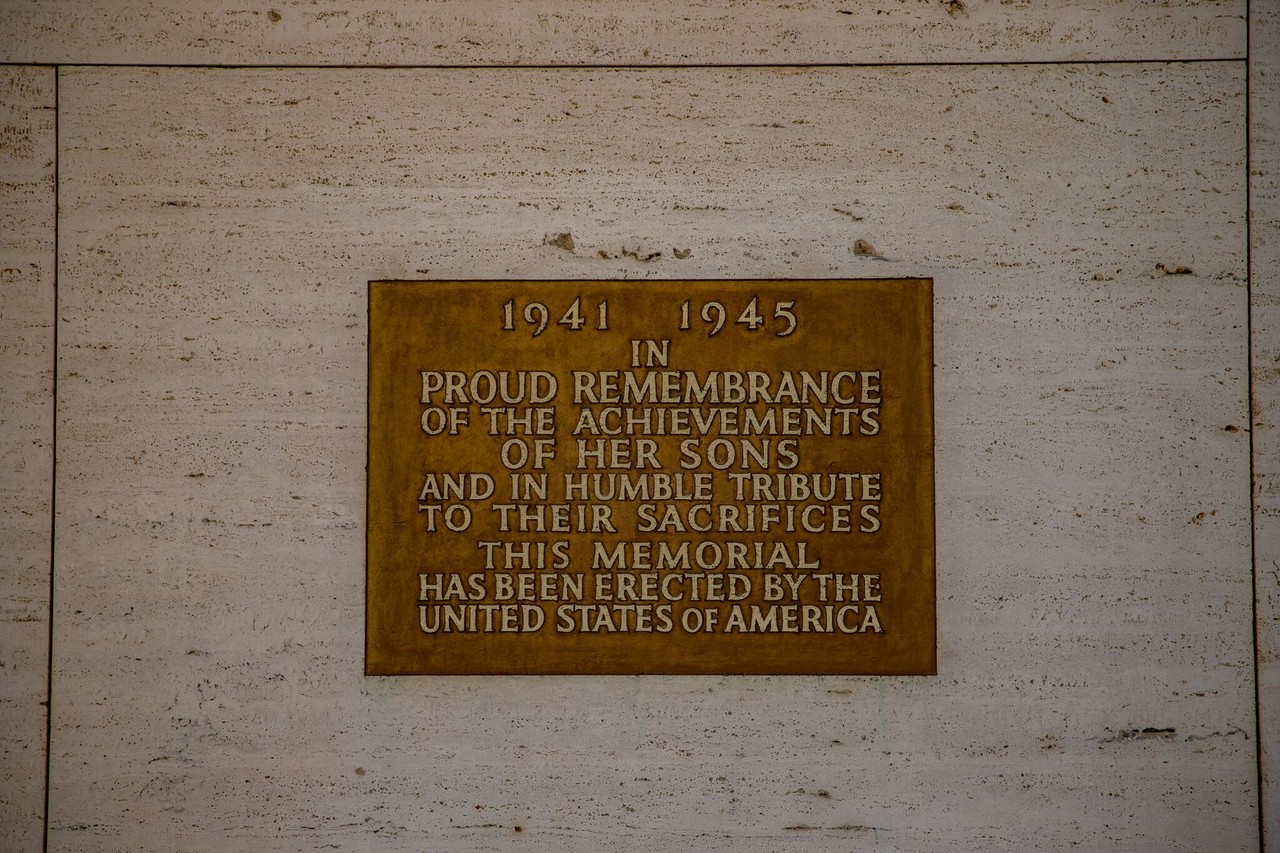 1941 1945
IN
PROUD REMEMBRANCE
OF THE ACHIEVEMENTS
OF HER SONS
AND IN HUMBLE TRIBUTE
TO THEIR SACRIFICES
THIS MEMORIAL
HAS BEEN ERECTED BY THE
UNITED STATES OF AMERICA